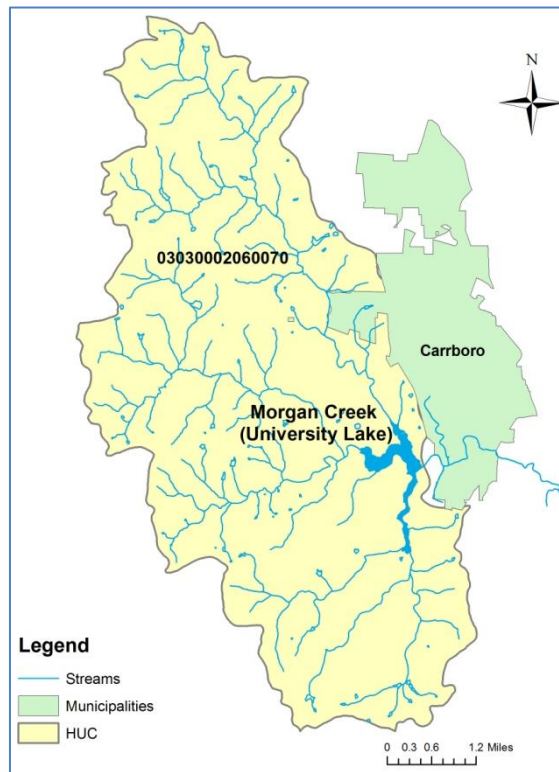 N
03030002060070
Carrboro
Morgan Creek
(University Lake)
Legend
Streams
Municipalities
HUC
0 0.3 0.6 1.2 Miles